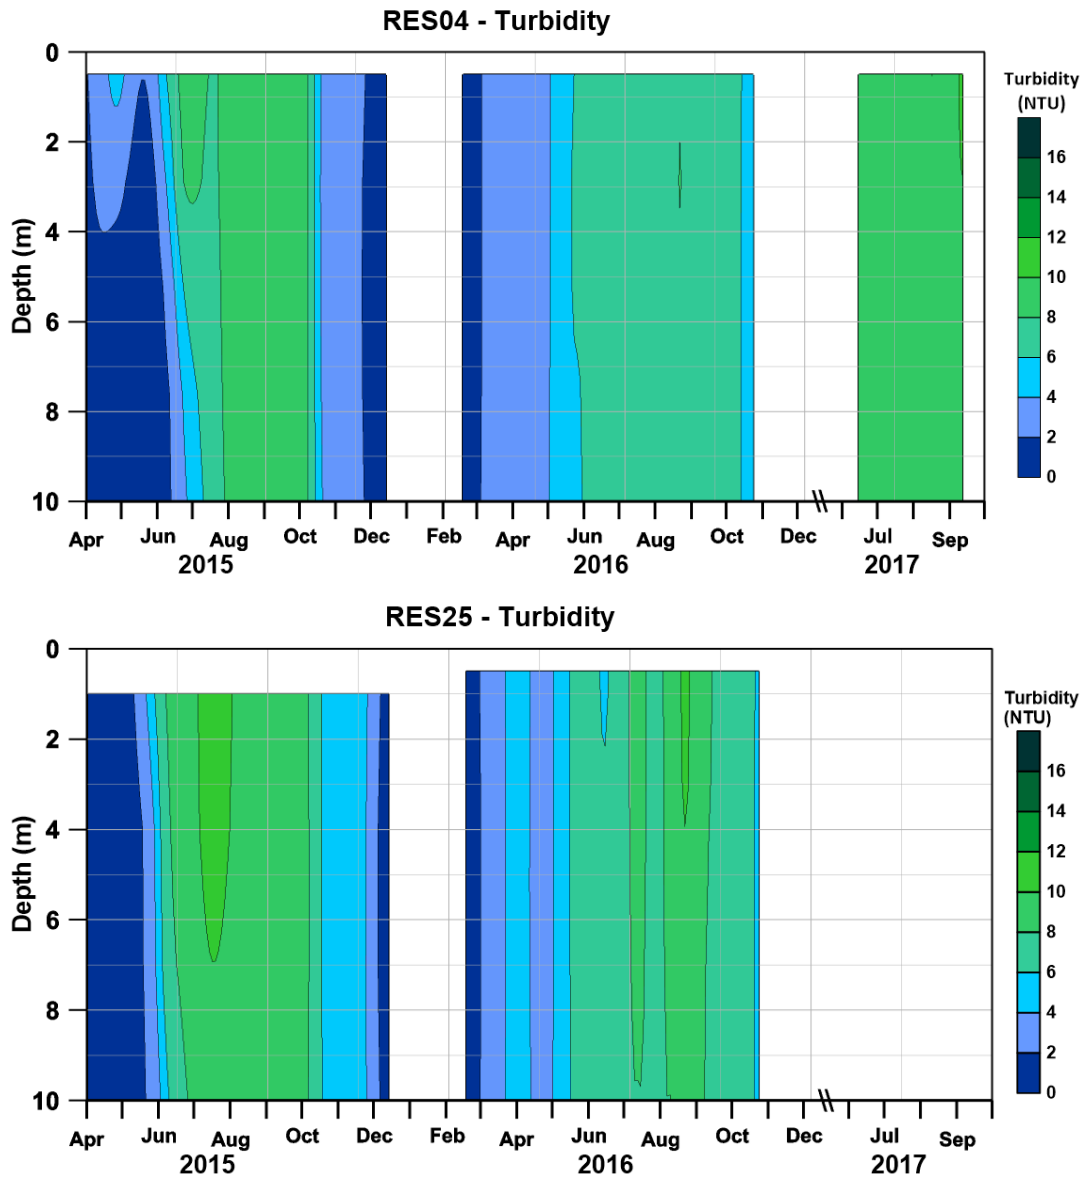 RES04 - Turbidity
0
2
4
6
8
10
Depth (m)
Apr Jun Aug Oct Dec Feb Apr Jun Aug Oct Dec Jul Sep
2015 2016 2017
Turbidity
(NTU)
16
14
12
10
8
6
4
2
0
RES25 - Turbidity
0
2
4
6
8
10
Depth (m)
Apr Jun Aug Oct Dec Feb Apr Jun Aug Oct Dec Jul Sep
2015 2016 2017
Turbidity
(NTU)
16
14
12
10
8
6
4
2
0